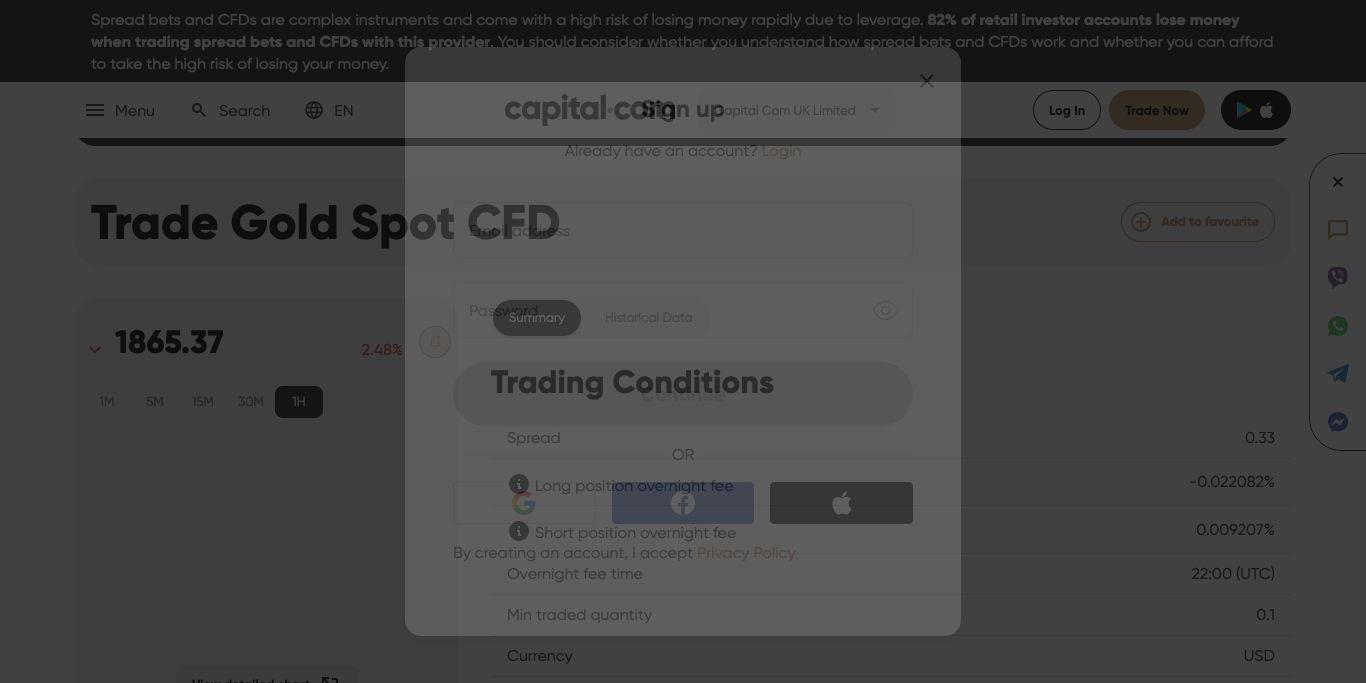 Spread bets and CFDs are complex instruments and come with a high risk of losing money rapidly due to leverage. 82% of retail investor accounts lose money
when trading spread bets and CFDs with this provider. You should consider whether you understand how spread bets and CFDs work and whether you can afford
to take the high risk of losing your money.
Menu
Search
EN
capital.com
Sign up
Capital Com UK Limited
Log In
Trade Now
Already have an account? Login
Trade Gold Spot CFD
Email address
Add to favourite
Password
Summary
Historical Data
1865.37
2.48%
1M
5M
15M
30M
1H
Trading Conditions
Continue
Spread
0.33
OR
Long position overnight fee
-0.022082%
Short position overnight fee
0.009207%
By creating an account, I accept Privacy Policy
Overnight fee time
22:00 (UTC)
Min traded quantity
0.1
Currency
USD
View detailed chart